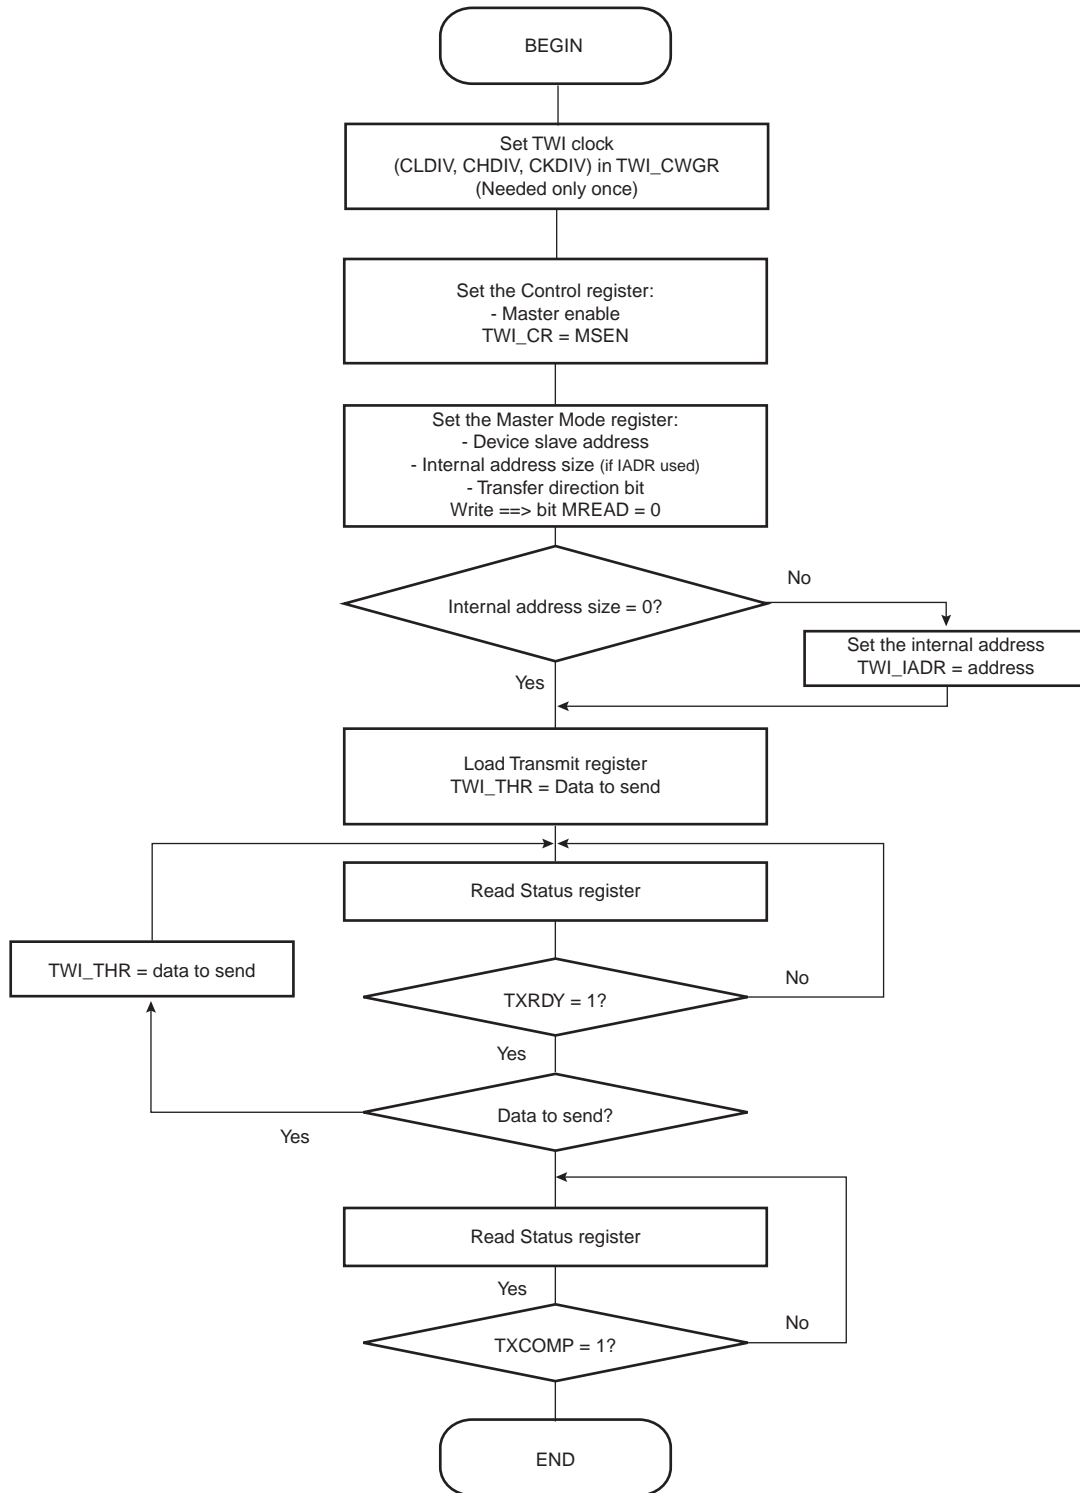 BEGIN
Set TWI clock
(CLDIV, CHDIV, CKDIV) in TWI_CWGR
(Needed only once)
Set the Control register:
- Master enable
TWI_CR = MSEN
Set the Master Mode register:
- Device slave address
- Internal address size (if IADR used)
- Transfer direction bit
Write ==> bit MREAD = 0
No
Internal address size = 0?
Set the internal address
TWI_IADR = address
Yes
Load Transmit register
TWI_THR = Data to send
Read Status register
TWI_THR = data to send
No
TXRDY = 1?
Yes
Data to send?
Yes
Read Status register
Yes
No
TXCOMP = 1?
END